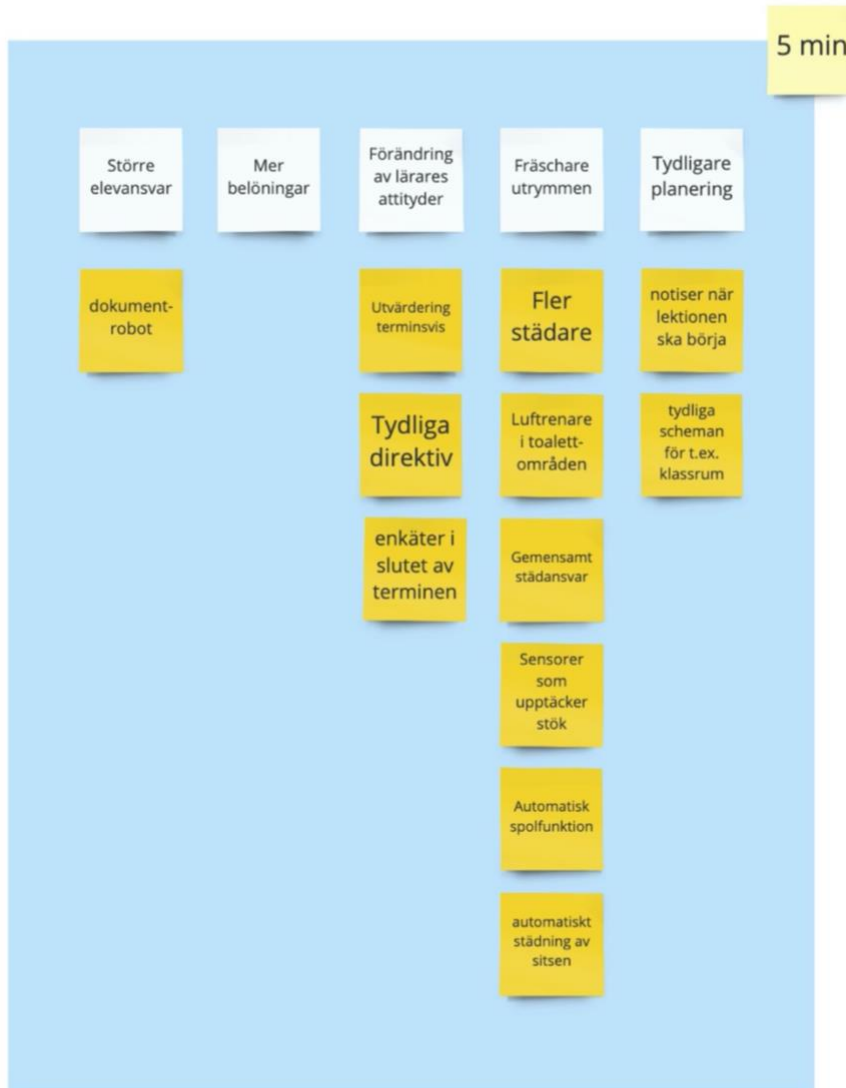 5 min
Större
elevansvar
Mer
belöningar
Förändring
av lärares
attityder
Fräschare
utrymmen
Tydligare
planering
dokument-
robot
Utvärdering
terminsvis
Fler
städare
notiser när
lektionen
ska börja
Tydliga
direktiv
Luftrenare
i toalett-
områden
tydliga
scheman
för t.ex.
klassrum
enkäter i
slutet av
terminen
Gemensamt
städansvar
Sensorer
som
upptäcker
stök
Automatisk
spolfunktion
automatiskt
städning av
sitsen